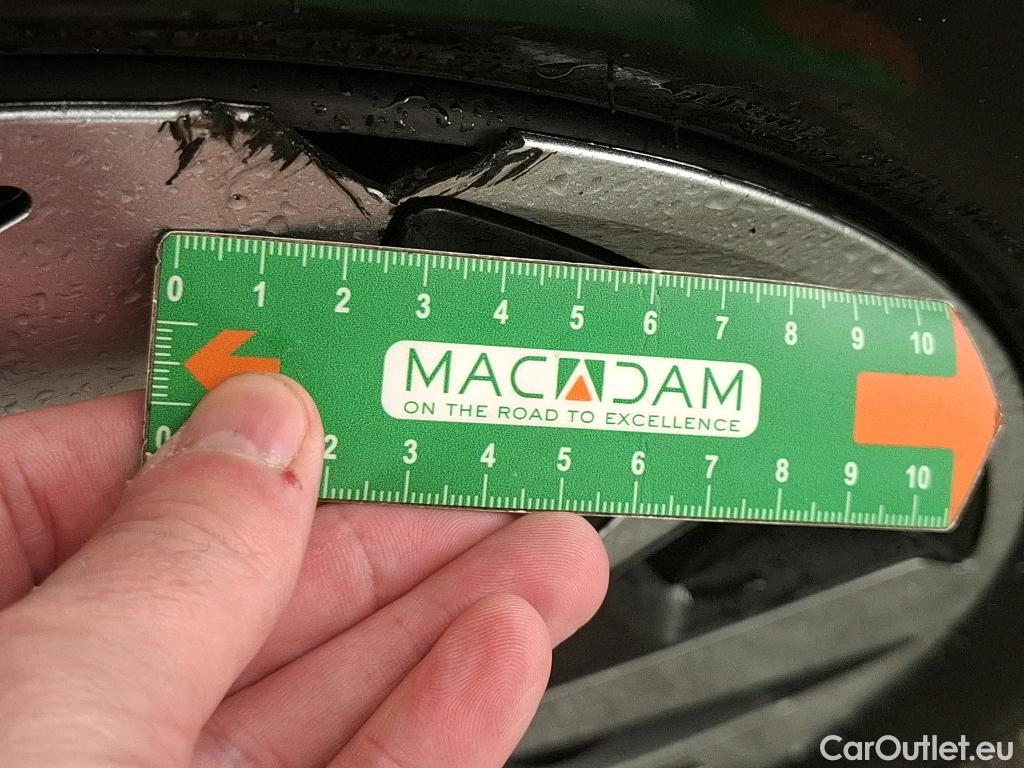 0 1 2 3 4 5 6 7 8 9 10
MACADAM
ON THE ROAD TO EXCELLENCE
0 2 3 4 5 6 7 8 9 10
CarOutlet.eu